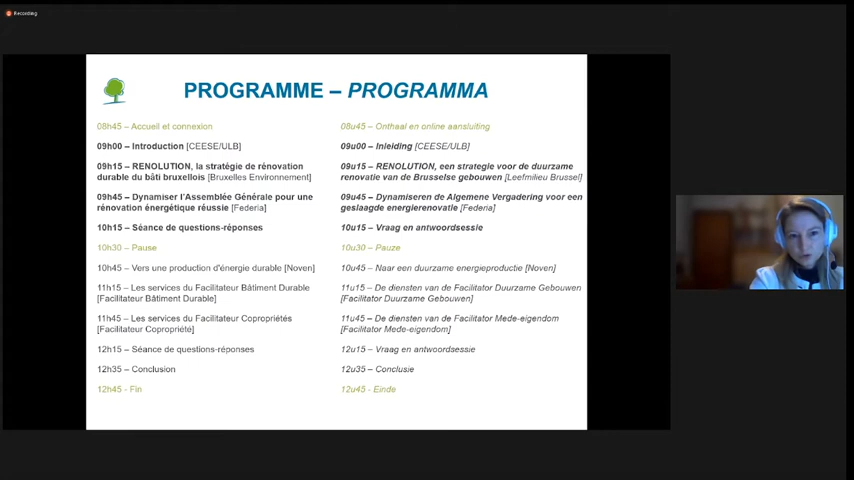 Recording
PROGRAMME – PROGRAMMA
08h45 – Accueil et connexion
09h00 – Introduction [CEESE/ULB]
09h15 – RENOLUTION, la stratégie de rénovation
durable du bâti bruxellois [Bruxelles Environnement]
09h45 – Dynamiser l'Assemblée Générale pour une
rénovation énergétique réussie [Federia]
10h15 – Séance de questions-réponses
10h30 – Pause
10h45 – Vers une production d'énergie durable [Noven]
11h15 – Les services du Facilitateur Bâtiment Durable
[Facilitateur Bâtiment Durable]
11h45 – Les services du Facilitateur Copropriétés
[Facilitateur Copropriété]
12h15 – Séance de questions-réponses
12h35 – Conclusion
12h45 - Fin
08u45 – Onthaal en online aansluiting
09u00 – Inleiding [CEESE/ULB]
09u15 – RENOLUTION, een strategie voor de duurzame
renovatie van de Brusselse gebouwen [Leefmilieu Brussel]
09u45 – Dynamiseren de Algemene Vergadering voor een
geslaagde energierenovatie [Federia]
10u15 – Vraag en antwoordsessie
10u30 – Pauze
10u45 – Naar een duurzame energieproductie [Noven]
11u15 – De diensten van de Facilitator Duurzame Gebouwen
[Facilitator Duurzame Gebouwen]
11u45 – De diensten van de Facilitator Mede-eigendom
[Facilitator Mede-eigendom]
12u15 – Vraag en antwoordsessie
12u35 – Conclusie
12u45 - Einde